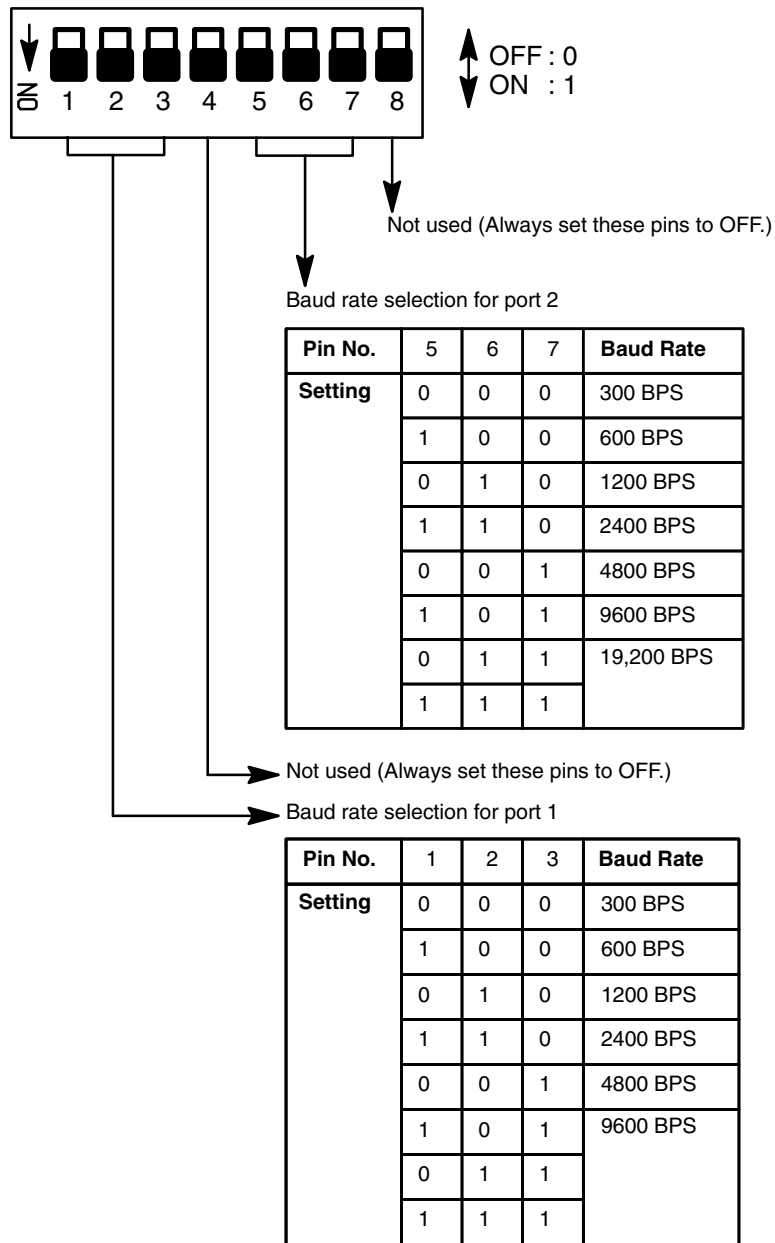 ON 1 2 3 4 5 6 7 8
OFF : 0
ON : 1
Not used (Always set these pins to OFF.)
Baud rate selection for port 2
Pin No. 5 6 7 Baud Rate
Setting 0 0 0 300 BPS
1 0 0 600 BPS
0 1 0 1200 BPS
1 1 0 2400 BPS
0 0 1 4800 BPS
1 0 1 9600 BPS
0 1 1 19,200 BPS
1 1 1
Not used (Always set these pins to OFF.)
Baud rate selection for port 1
Pin No. 1 2 3 Baud Rate
Setting 0 0 0 300 BPS
1 0 0 600 BPS
0 1 0 1200 BPS
1 1 0 2400 BPS
0 0 1 4800 BPS
1 0 1 9600 BPS
0 1 1
1 1 1